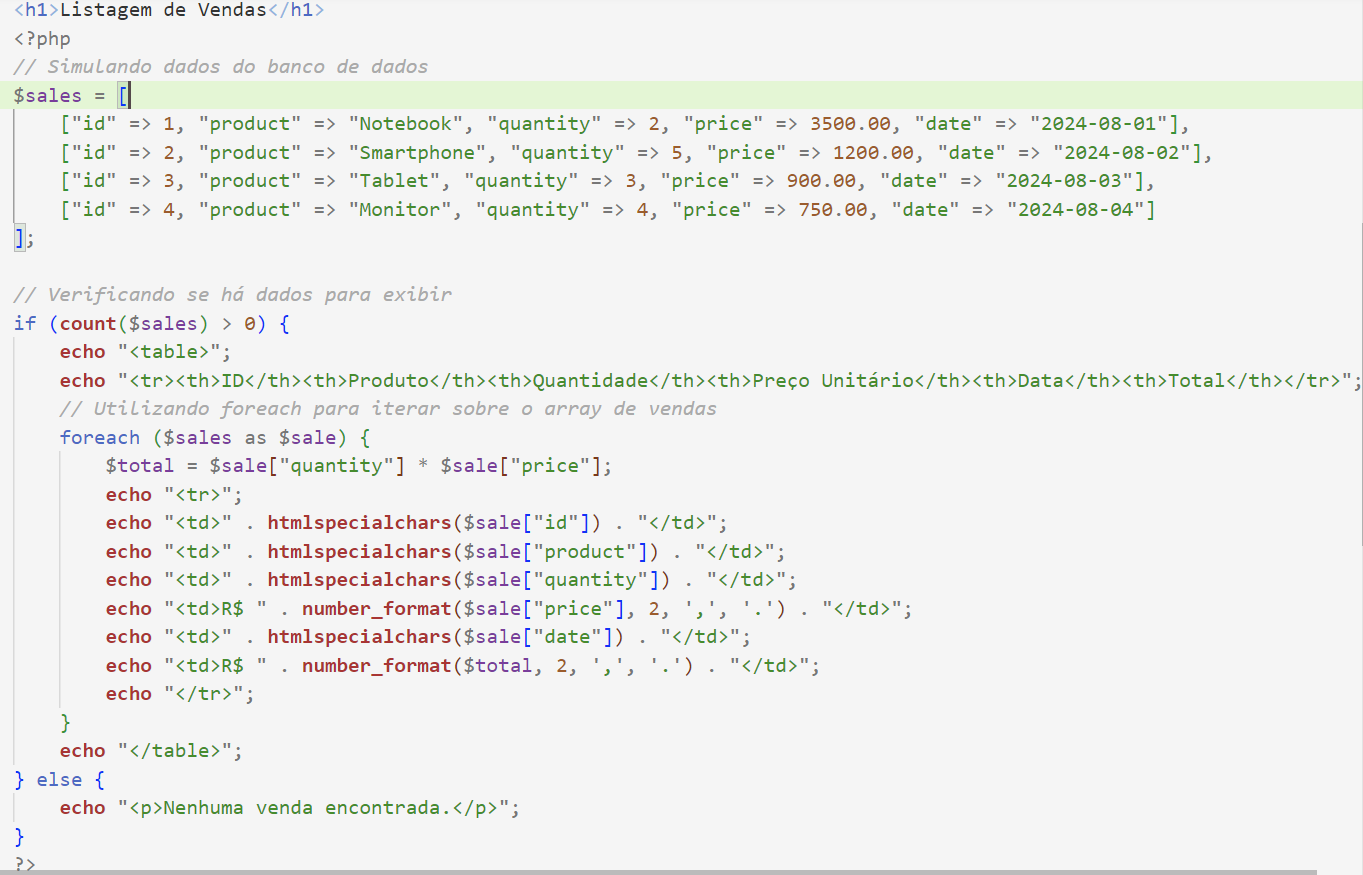 <h1>Listagem de Vendas</h1>
<?php
// Simulando dados do banco de dados
$sales = [
    ["id" => 1, "product" => "Notebook", "quantity" => 2, "price" => 3500.00, "date" => "2024-08-01"],
    ["id" => 2, "product" => "Smartphone", "quantity" => 5, "price" => 1200.00, "date" => "2024-08-02"],
    ["id" => 3, "product" => "Tablet", "quantity" => 3, "price" => 900.00, "date" => "2024-08-03"],
    ["id" => 4, "product" => "Monitor", "quantity" => 4, "price" => 750.00, "date" => "2024-08-04"]
];

// Verificando se há dados para exibir
if (count($sales) > 0) {
    echo "<table>";
    echo "<tr><th>ID</th><th>Produto</th><th>Quantidade</th><th>Preço Unitário</th><th>Data</th><th>Total</th></tr>";
    // Utilizando foreach para iterar sobre o array de vendas
    foreach ($sales as $sale) {
        $total = $sale["quantity"] * $sale["price"];
        echo "<tr>";
        echo "<td>" . htmlspecialchars($sale["id"]) . "</td>";
        echo "<td>" . htmlspecialchars($sale["product"]) . "</td>";
        echo "<td>" . htmlspecialchars($sale["quantity"]) . "</td>";
        echo "<td>R$ " . number_format($sale["price"], 2, ',', '.') . "</td>";
        echo "<td>" . htmlspecialchars($sale["date"]) . "</td>";
        echo "<td>R$ " . number_format($total, 2, ',', '.') . "</td>";
        echo "</tr>";
    }
    echo "</table>";
} else {
    echo "<p>Nenhuma venda encontrada.</p>";
}
?>